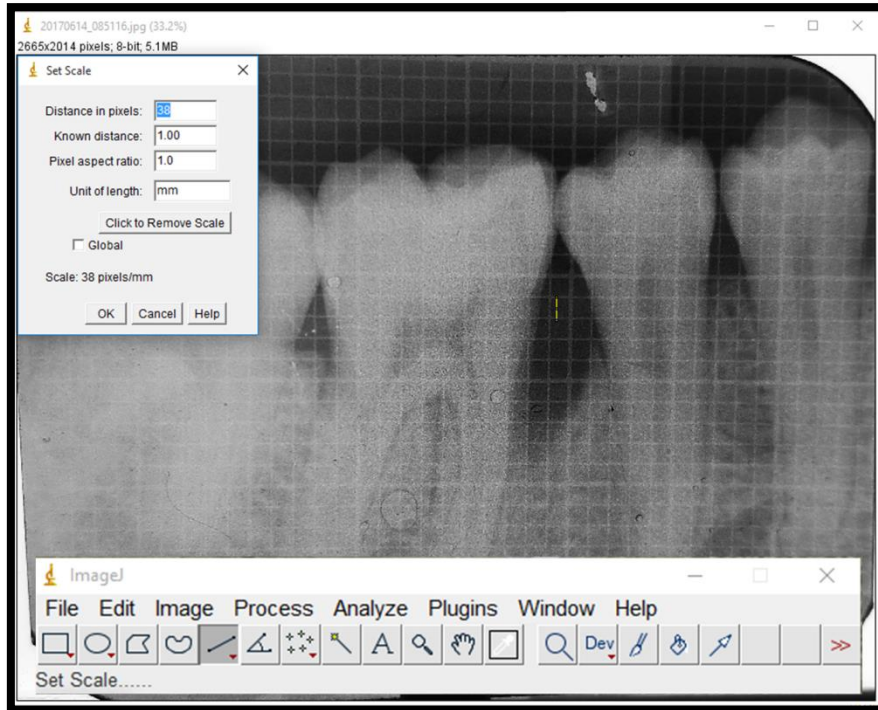 20170614_085116.jpg (33.2%)
2665x2014 pixels; 8-bit; 5.1MB
Set Scale
Distance in pixels: 38
Known distance: 1.00
Pixel aspect ratio: 1.0
Unit of length: mm
Click to Remove Scale
Global
Scale: 38 pixels/mm
OK Cancel Help
ImageJ
File Edit Image Process Analyze Plugins Window Help
A Dev >>
Set Scale......